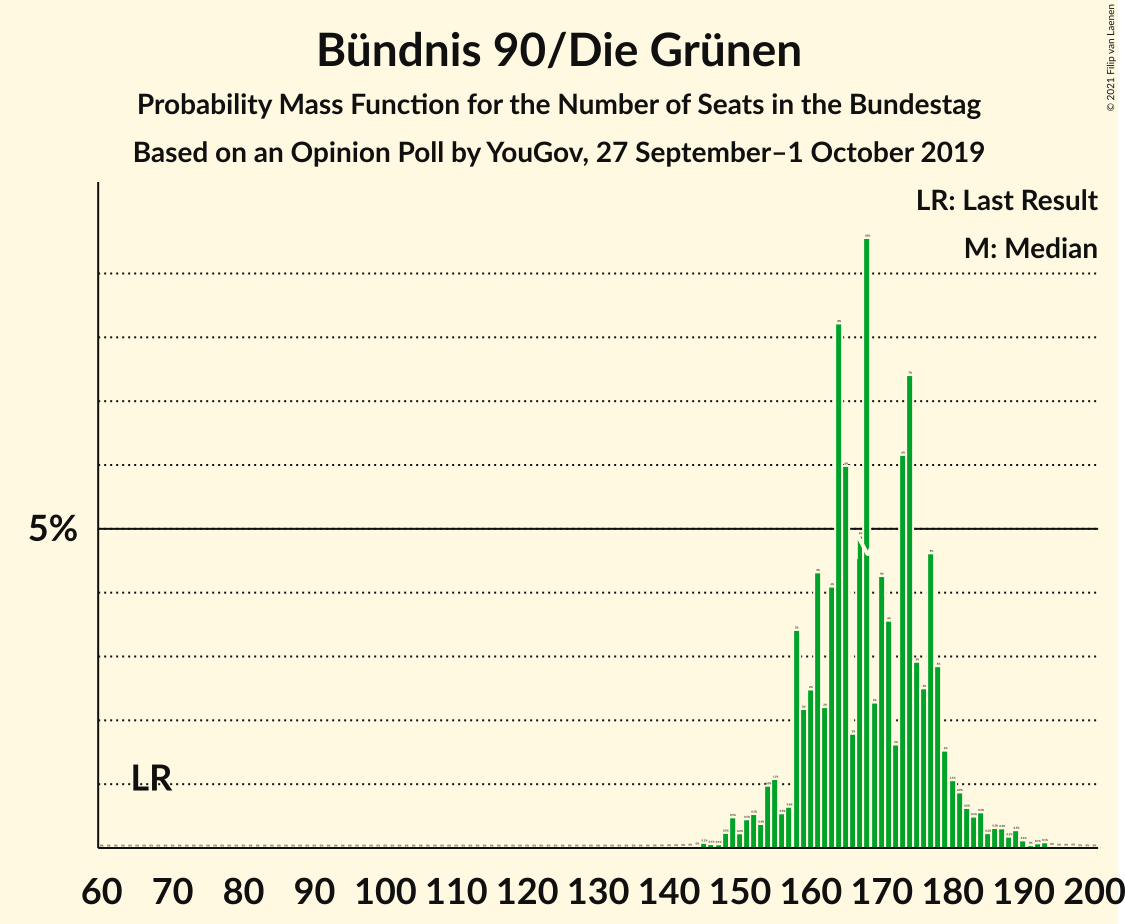 Bündnis 90/Die Grünen
Probability Mass Function for the Number of Seats in the Bundestag
Based on an Opinion Poll by YouGov, 27 September–1 October 2019
© 2021 Filip van Laenen
LR: Last Result
M: Median
5%
LR
60 70 80 90 100 110 120 130 140 150 160 170 180 190 200